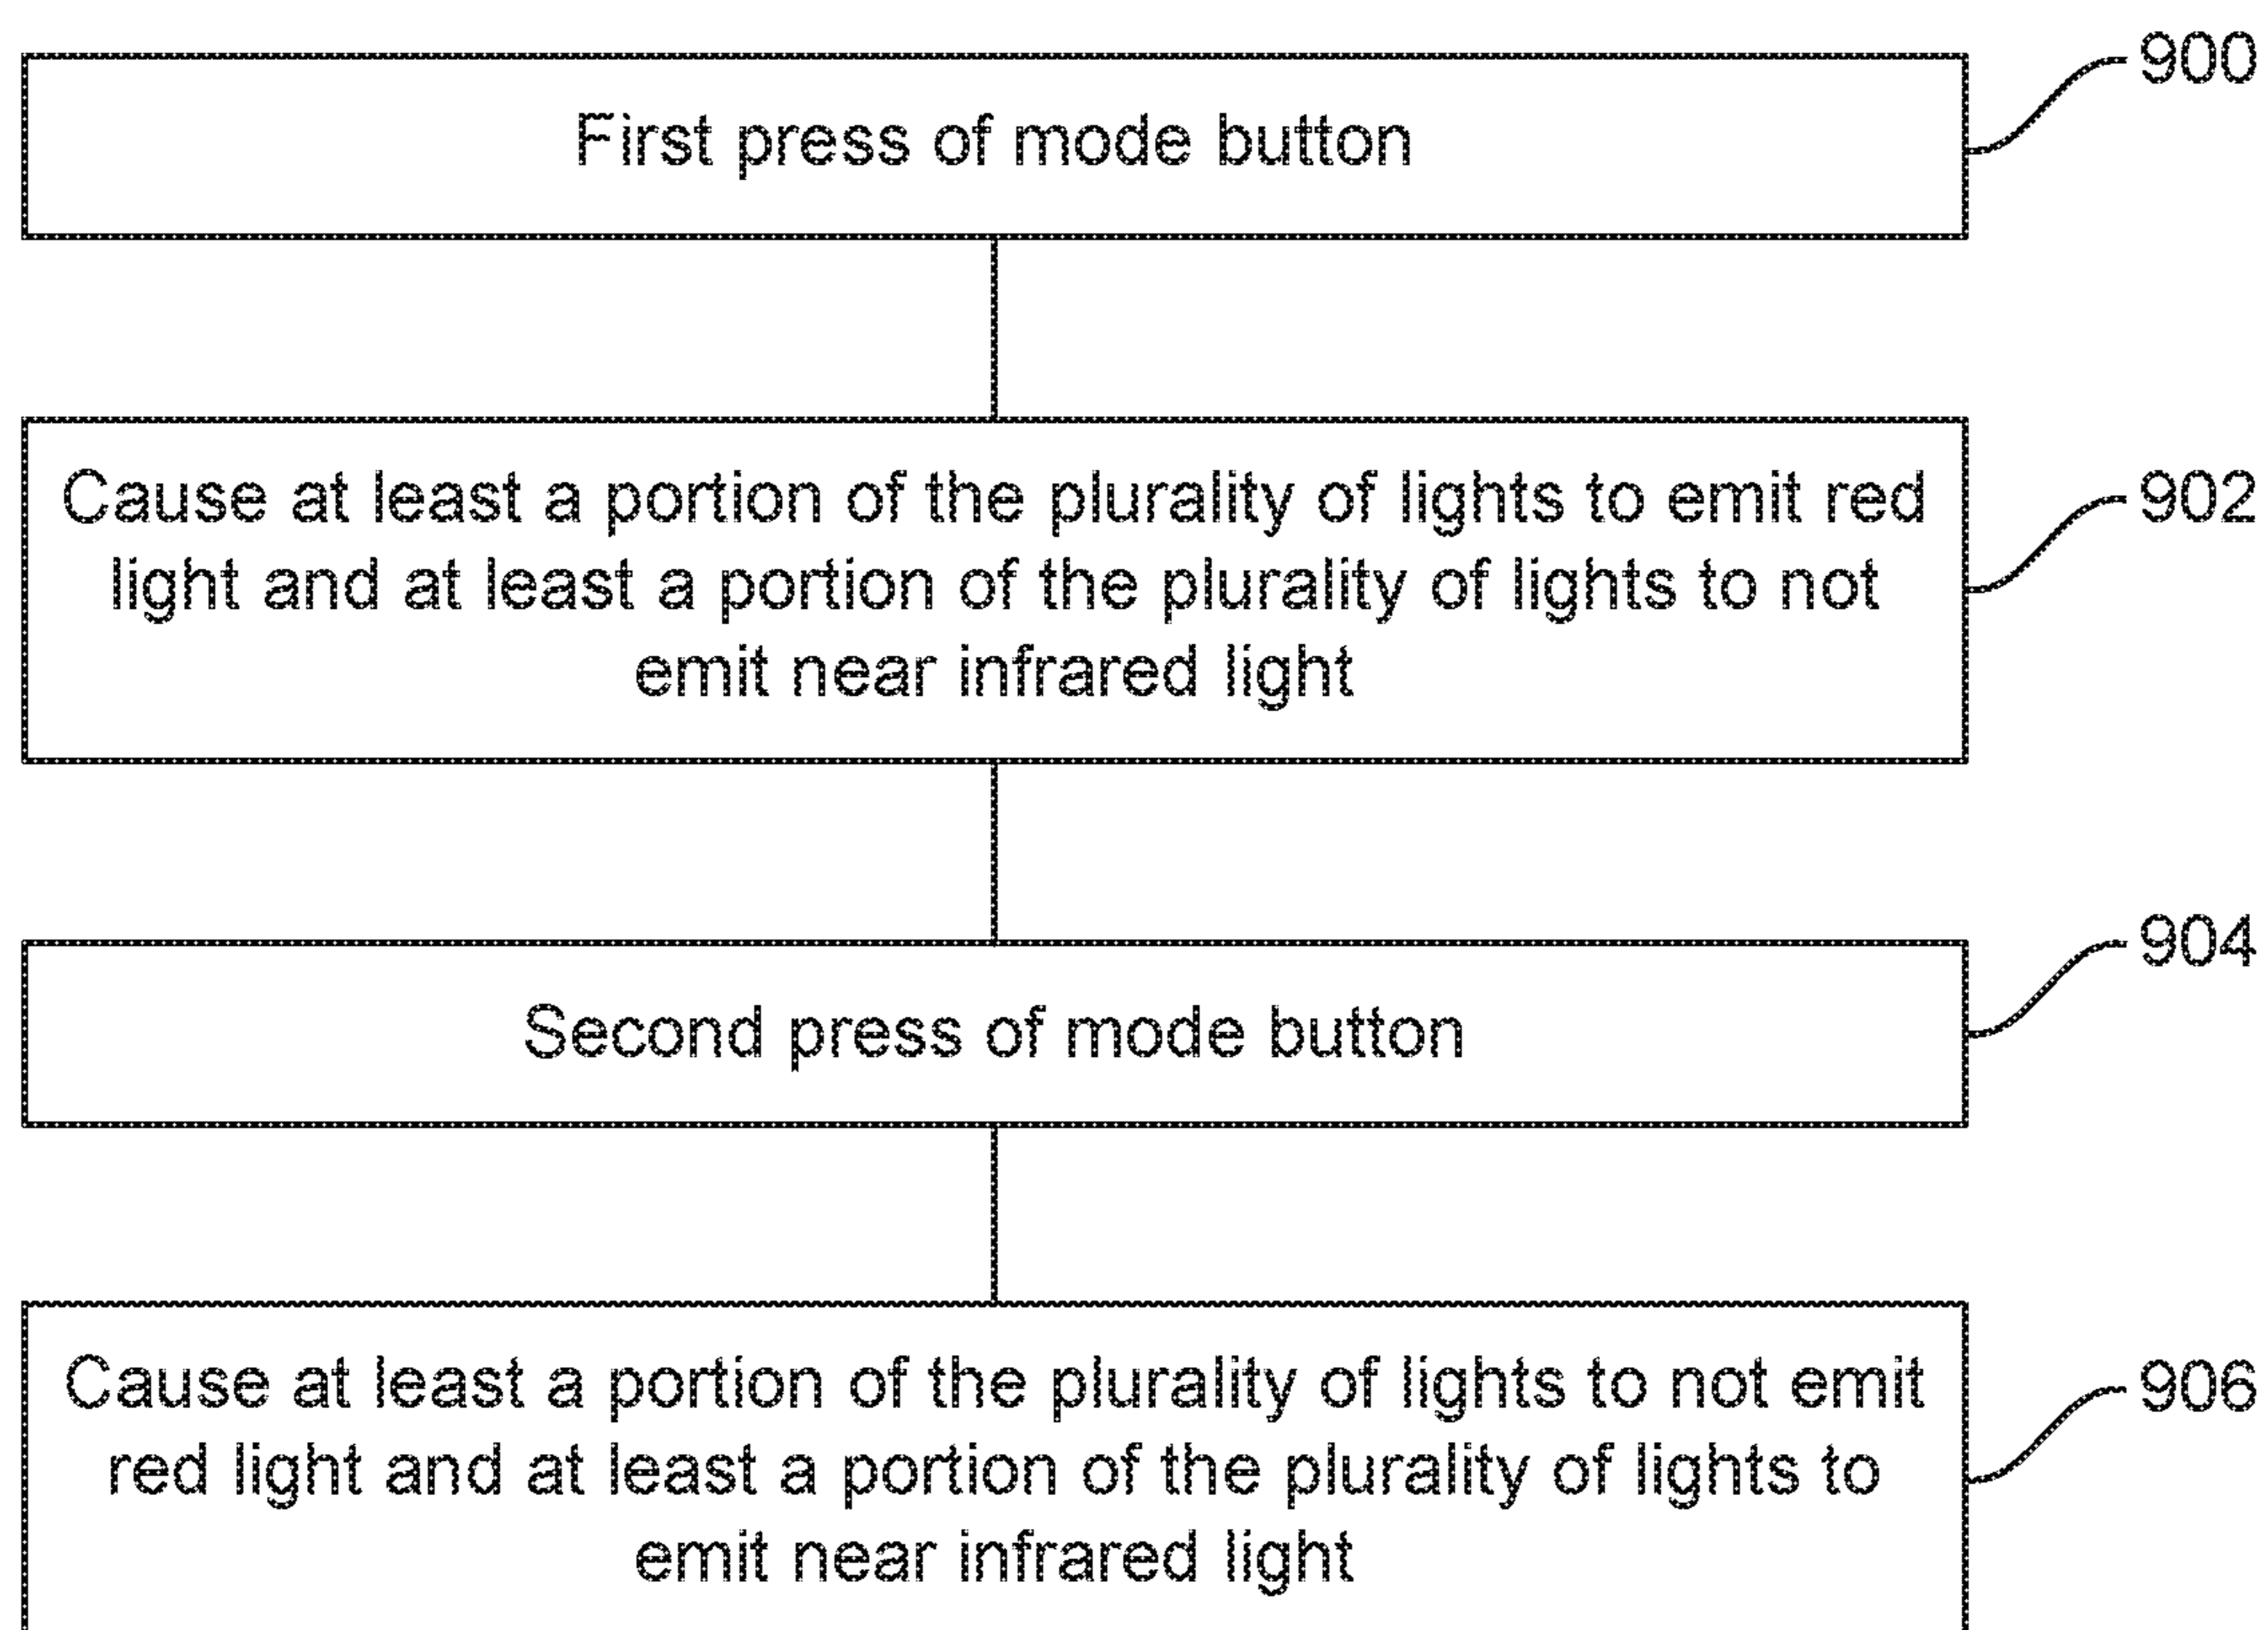 First press of mode button
900
Cause at least a portion of the plurality of lights to emit red
light and at least a portion of the plurality of lights to not
emit near infrared light
902
Second press of mode button
904
Cause at least a portion of the plurality of lights to not emit
red light and at least a portion of the plurality of lights to
emit near infrared light
906